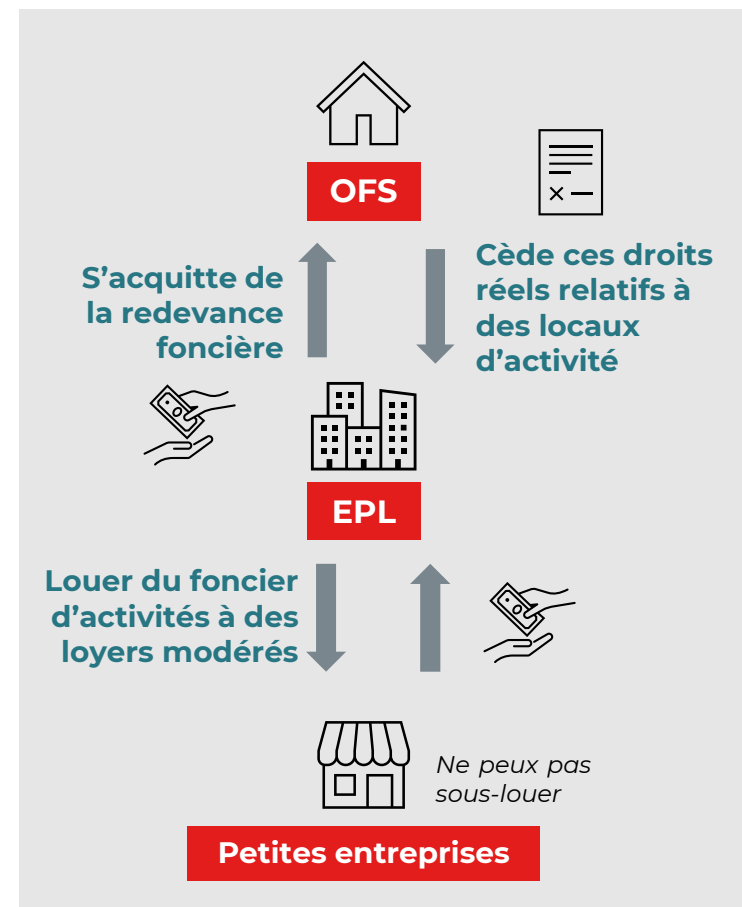 OFS
S’acquitte de
la redevance
foncière
Cède ces droits
réels relatifs à
des locaux
d’activité
EPL
Louer du foncier
d’activités à des
loyers modérés
Ne peux pas
sous-louer
Petites entreprises